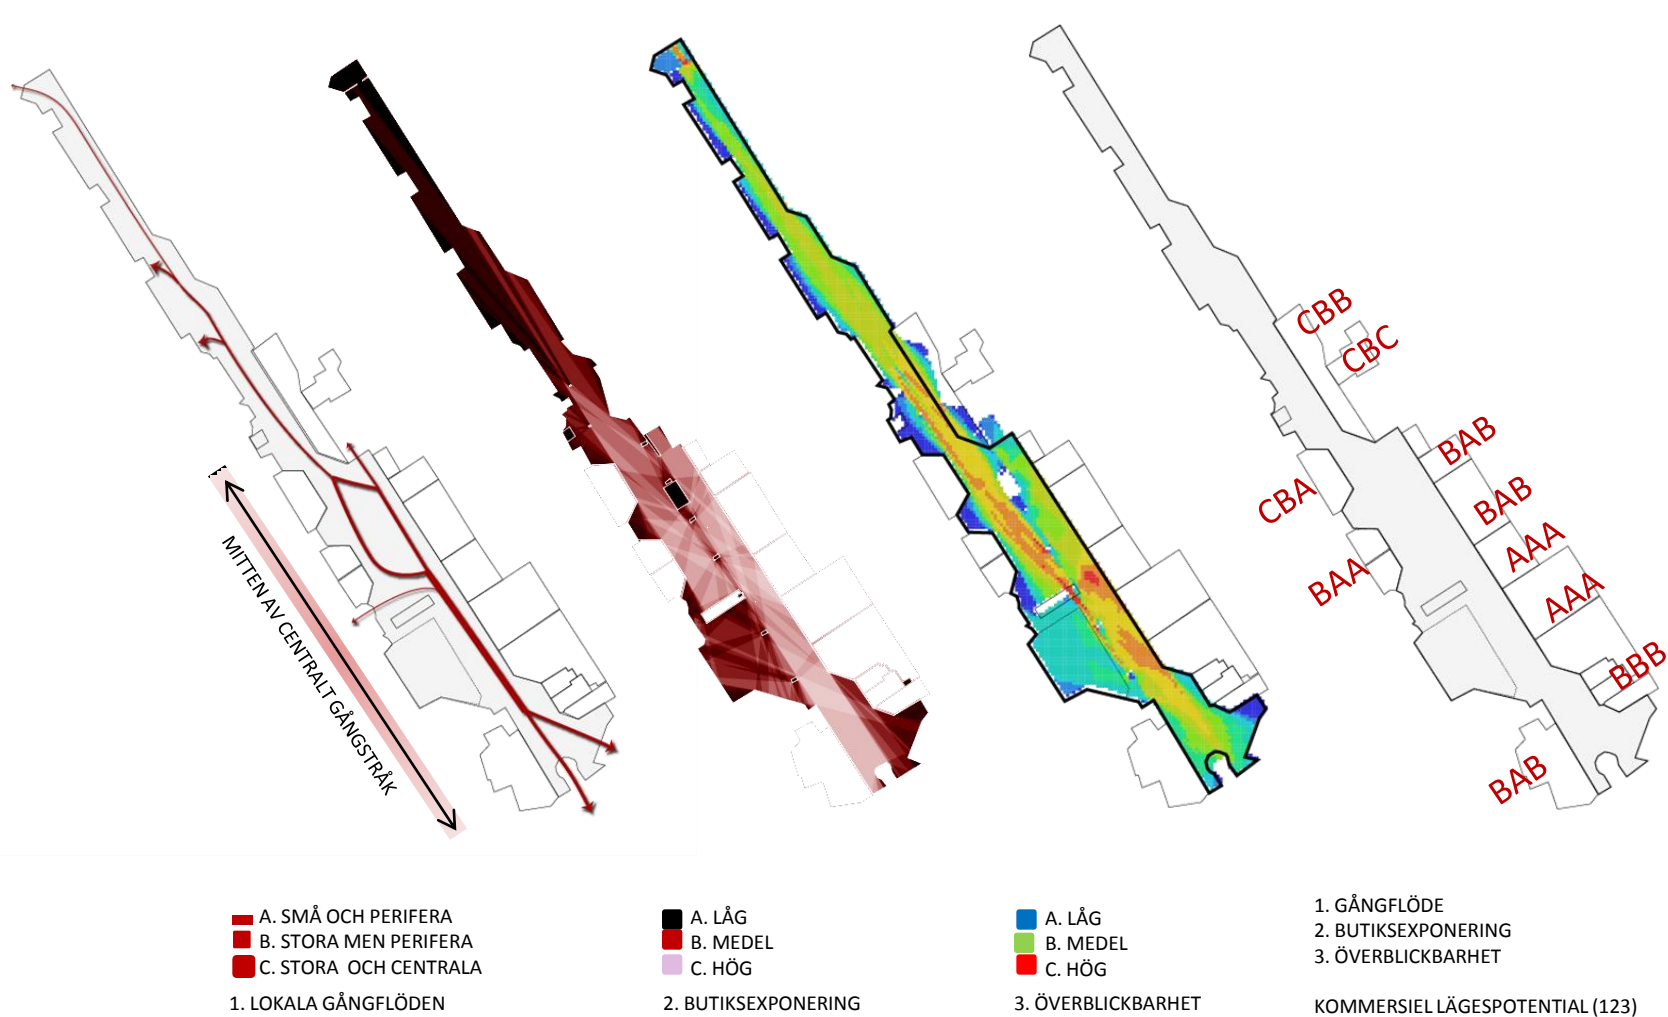 MITTEN AV CENTRALT GÅNGSTRÅK
CBB
CBC
BAB
BAB
CBA
AAA
BAA
AAA
BBB
BAB
A. SMÅ OCH PERIFERA
B. STORA MEN PERIFERA
C. STORA OCH CENTRALA
1. LOKALA GÅNGFLÖDEN
A. LÅG
B. MEDEL
C. HÖG
2. BUTIKSEXPONERING
A. LÅG
B. MEDEL
C. HÖG
3. ÖVERBLICKBARHET
1. GÅNGFLÖDE
2. BUTIKSEXPONERING
3. ÖVERBLICKBARHET
KOMMERSIEL LÄGESPOTENTIAL (123)